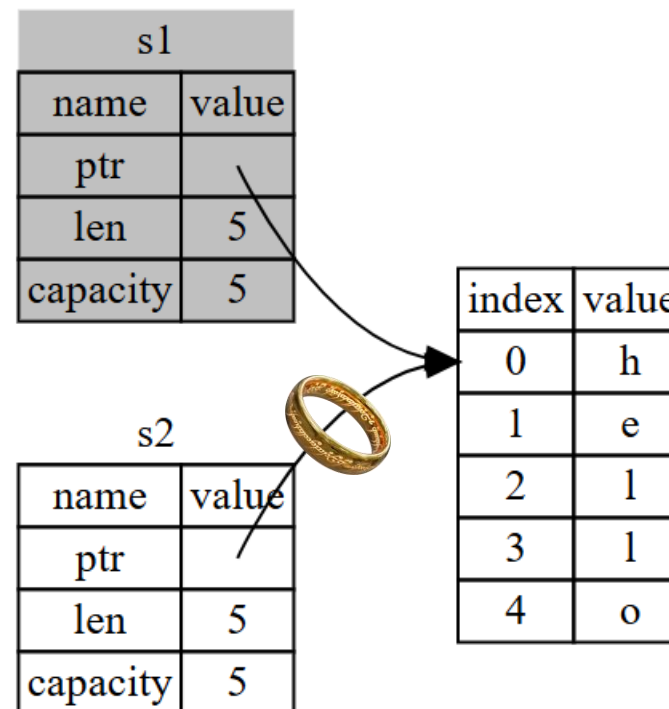 s1
name value
ptr
len 5
capacity 5
s2
name value
ptr
len 5
capacity 5
index value
0 h
1 e
2 l
3 l
4 o